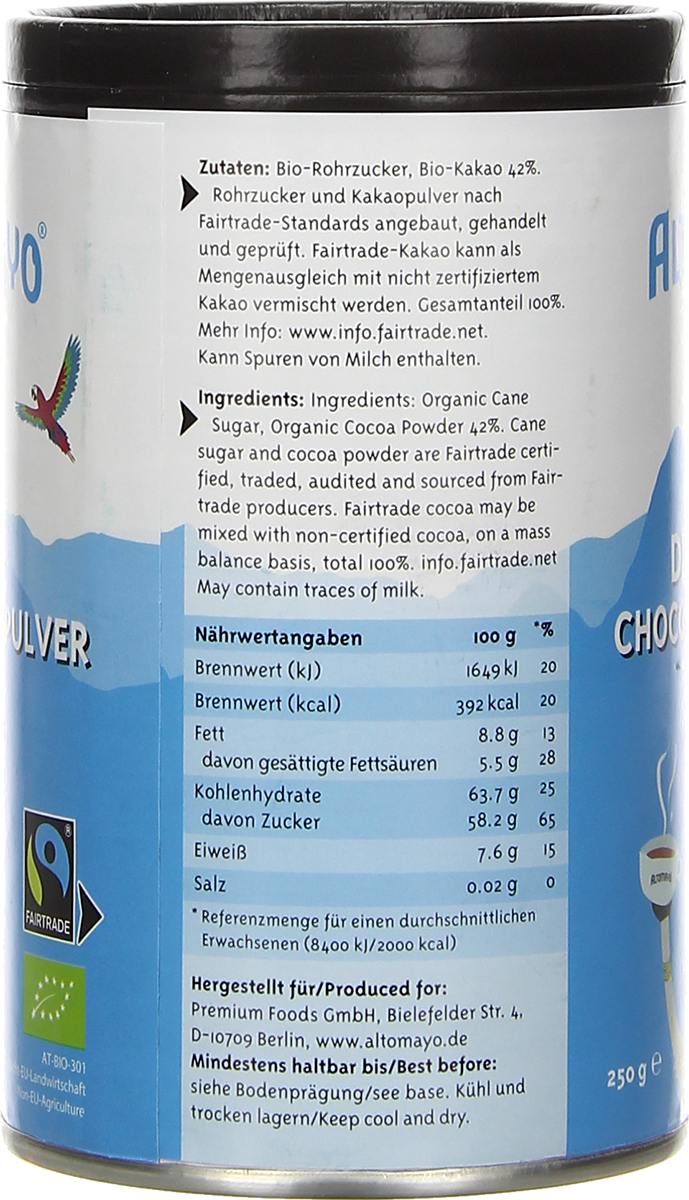 YO®
PULVER
FAIRTRADE
®
AT-BIO-301
EU-Landwirtschaft
Non-EU-Agriculture
Zutaten: Bio-Rohrzucker, Bio-Kakao 42%.
Rohrzucker und Kakaopulver nach
Fairtrade-Standards angebaut, gehandelt
und geprüft. Fairtrade-Kakao kann als
Mengenausgleich mit nicht zertifiziertem
Kakao vermischt werden. Gesamtanteil 100%.
Mehr Info: www.info.fairtrade.net.
Kann Spuren von Milch enthalten.
Ingredients: Ingredients: Organic Cane
Sugar, Organic Cocoa Powder 42%. Cane
sugar and cocoa powder are Fairtrade certi-
fied, traded, audited and sourced from Fair-
trade producers. Fairtrade cocoa may be
mixed with non-certified cocoa, on a mass
balance basis, total 100%. info.fairtrade.net
May contain traces of milk.
Nährwertangaben 100 g *%
Brennwert (kJ) 1649 kJ 20
Brennwert (kcal) 392 kcal 20
Fett 8.8 g 13
davon gesättigte Fettsäuren 5.5 g 28
Kohlenhydrate 63.7 g 25
davon Zucker 58.2 g 65
Eiweiß 7.6 g 15
Salz 0.02 g 0
* Referenzmenge für einen durchschnittlichen
Erwachsenen (8400 kJ/2000 kcal)
Hergestellt für/Produced for:
Premium Foods GmbH, Bielefelder Str. 4,
D-10709 Berlin, www.altomayo.de
Mindestens haltbar bis/Best before:
siehe Bodenprägung/see base. Kühl und
trocken lagern/Keep cool and dry.
AL
D
CHOC
250 g e